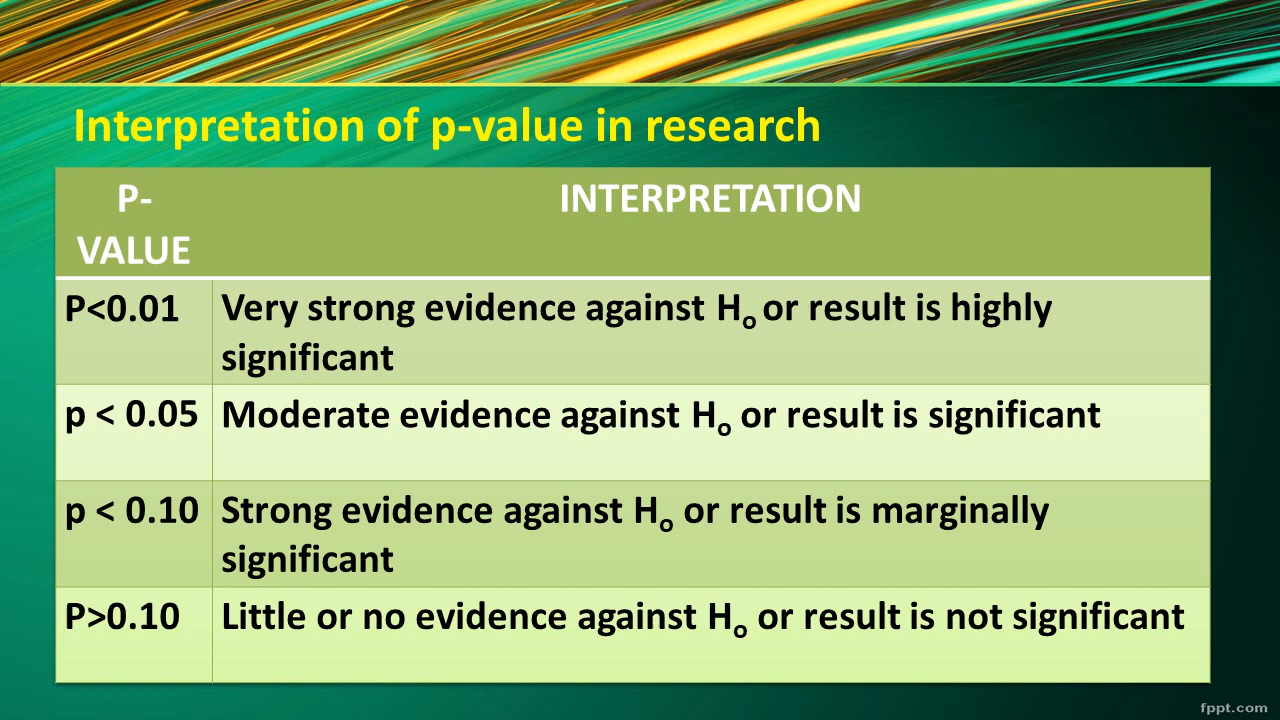 Interpretation of p-value in research
P-
VALUE
INTERPRETATION
P<0.01
Very strong evidence against Ho or result is highly
significant
p < 0.05
Moderate evidence against Ho or result is significant
p < 0.10
Strong evidence against Ho or result is marginally
significant
P>0.10
Little or no evidence against Ho or result is not significant
fppt.com